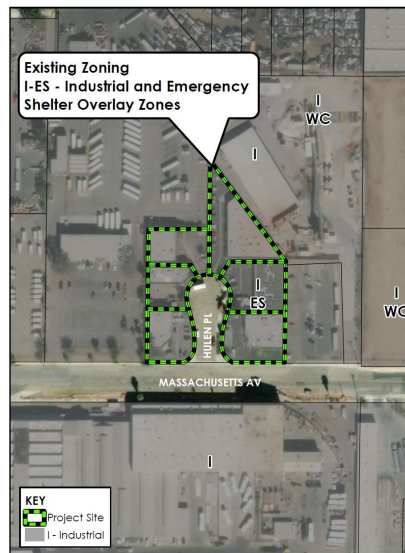 Existing Zoning
I-ES - Industrial and Emergency
Shelter Overlay Zones
I
WC
I
I
ES
I
WC
HULEN PL
MASSACHUSETTS AV
I
KEY
Project Site
I - Industrial